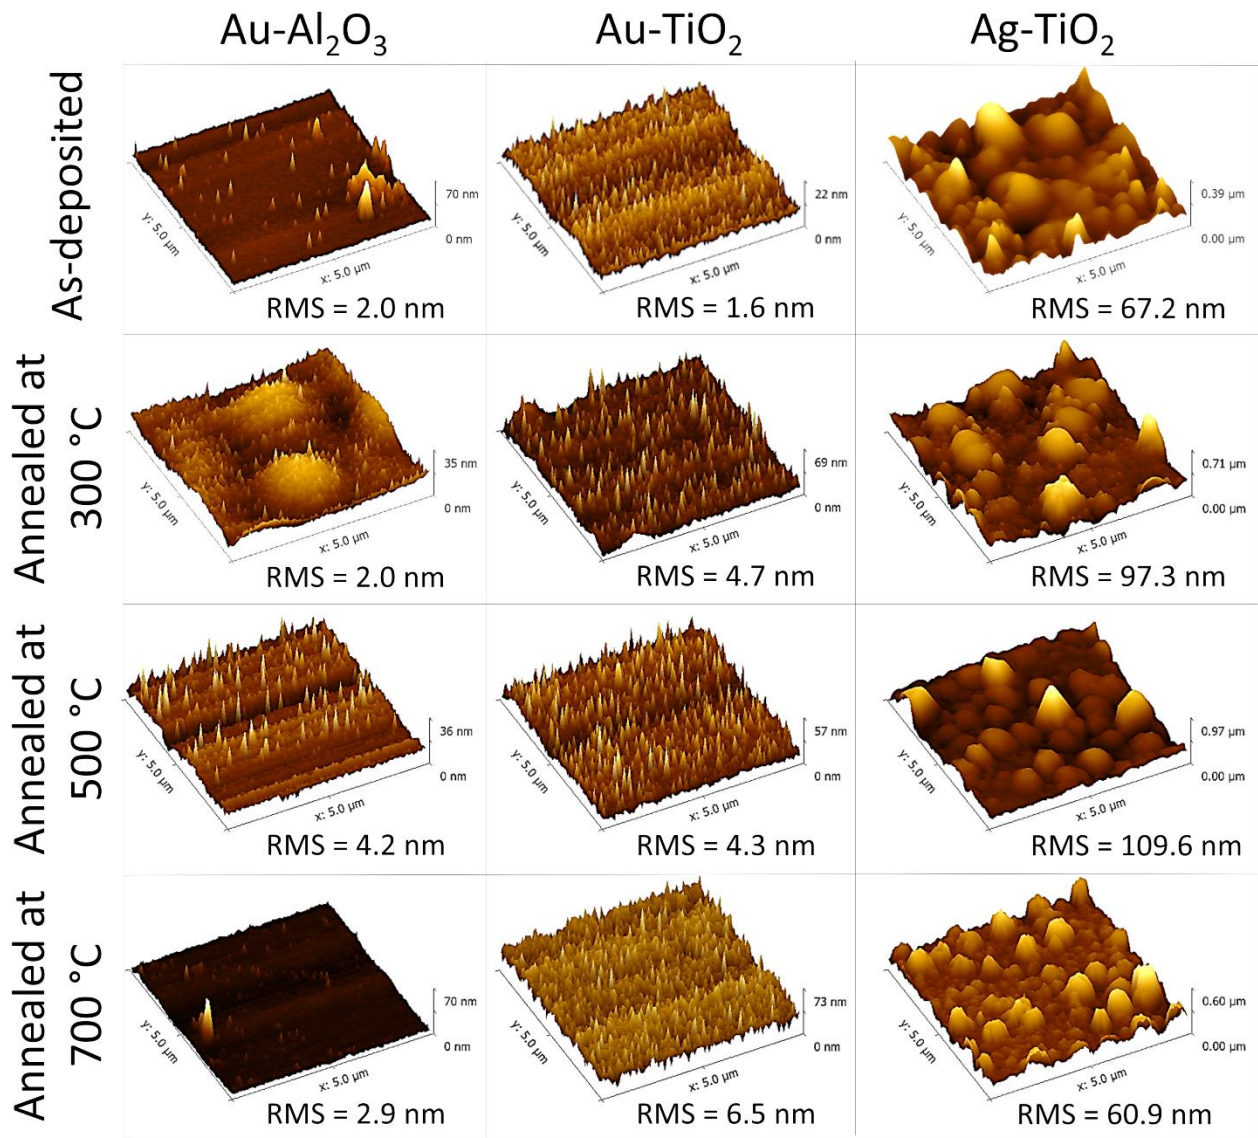 Au-Al₂O₃ Au-TiO₂ Ag-TiO₂
As-deposited
70 nm
0 nm
y: 5.0 µm
x: 5.0 µm
RMS = 2.0 nm
22 nm
0 nm
y: 5.0 µm
x: 5.0 µm
RMS = 1.6 nm
0.39 µm
0.00 µm
y: 5.0 µm
x: 5.0 µm
RMS = 67.2 nm
Annealed at
300 °C
35 nm
0 nm
y: 5.0 µm
x: 5.0 µm
RMS = 2.0 nm
69 nm
0 nm
y: 5.0 µm
x: 5.0 µm
RMS = 4.7 nm
0.71 µm
0.00 µm
y: 5.0 µm
x: 5.0 µm
RMS = 97.3 nm
Annealed at
500 °C
36 nm
0 nm
y: 5.0 µm
x: 5.0 µm
RMS = 4.2 nm
57 nm
0 nm
y: 5.0 µm
x: 5.0 µm
RMS = 4.3 nm
0.97 µm
0.00 µm
y: 5.0 µm
x: 5.0 µm
RMS = 109.6 nm
Annealed at
700 °C
70 nm
0 nm
y: 5.0 µm
x: 5.0 µm
RMS = 2.9 nm
73 nm
0 nm
y: 5.0 µm
x: 5.0 µm
RMS = 6.5 nm
0.60 µm
0.00 µm
y: 5.0 µm
x: 5.0 µm
RMS = 60.9 nm